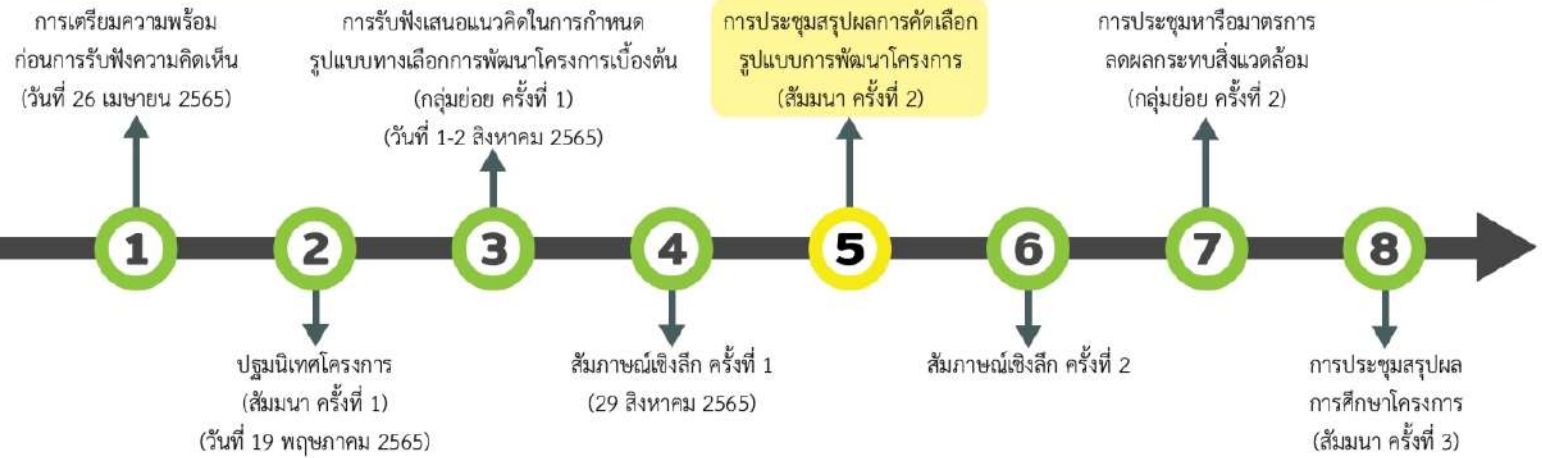 การเตรียมความพร้อม
ก่อนการรับฟังความคิดเห็น
(วันที่ 26 เมษายน 2565)
การรับฟังเสนอแนวคิดในการกำหนด
รูปแบบทางเลือกการพัฒนาโครงการเบื้องต้น
(กลุ่มย่อย ครั้งที่ 1)
(วันที่ 1-2 สิงหาคม 2565)
การประชุมสรุปผลการคัดเลือก
รูปแบบการพัฒนาโครงการ
(สัมมนา ครั้งที่ 2)
การประชุมหารือมาตรการ
ลดผลกระทบสิ่งแวดล้อม
(กลุ่มย่อย ครั้งที่ 2)
1
2
3
4
5
6
7
8
ปฐมนิเทศโครงการ
(สัมมนา ครั้งที่ 1)
(วันที่ 19 พฤษภาคม 2565)
สัมภาษณ์เชิงลึก ครั้งที่ 1
(29 สิงหาคม 2565)
สัมภาษณ์เชิงลึก ครั้งที่ 2
การประชุมสรุปผล
การศึกษาโครงการ
(สัมมนา ครั้งที่ 3)